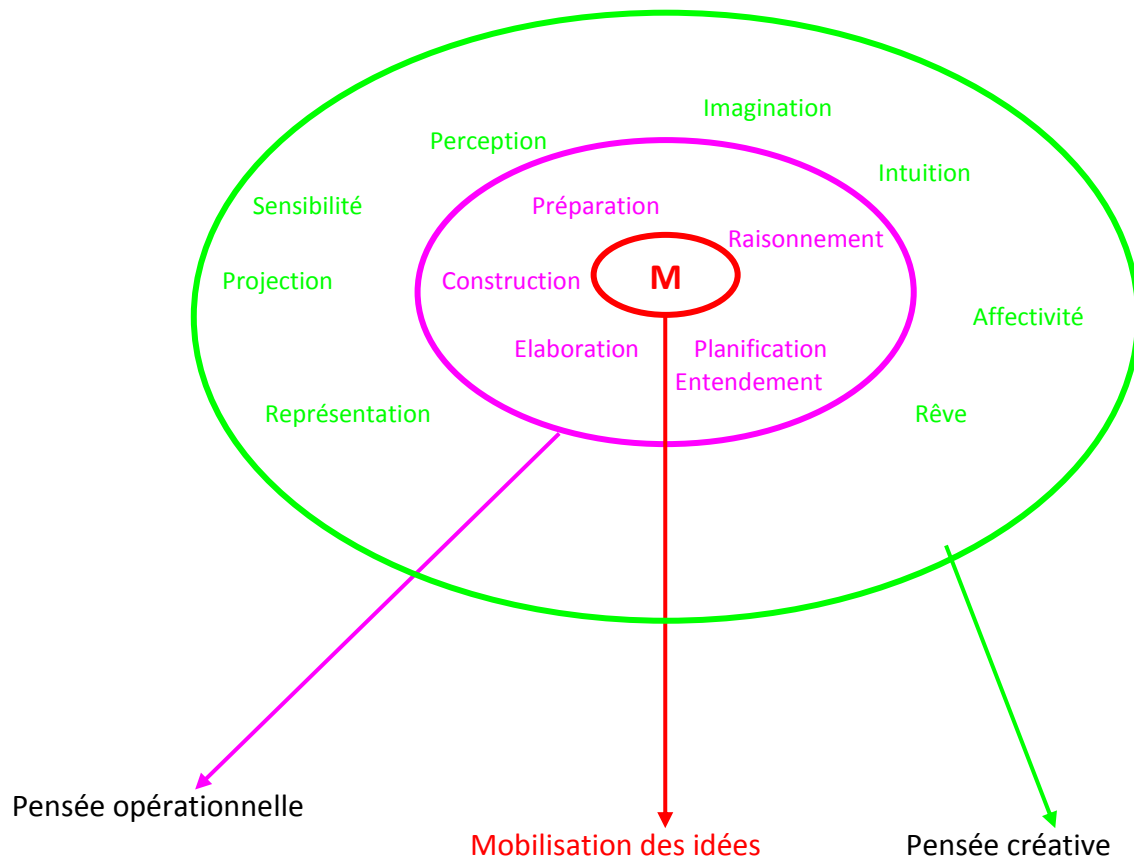 Imagination
Perception
Intuition
Sensibilité
Préparation
Raisonnement
Projection
Construction
M
Affectivité
Elaboration
Planification
Entendement
Représentation
Rêve
Pensée opérationnelle
Mobilisation des idées
Pensée créative